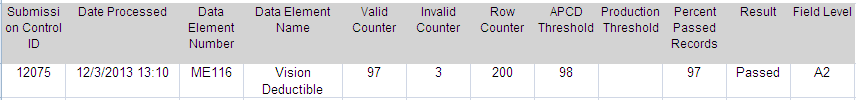 Submissi Date Processed Data Data Element Valid Invalid Row APCD Production Percent Result Field Level
on Control Element Name Counter Counter Counter Threshold Threshold Passed
ID Number Records
12075 12/3/2013 13:10 ME116 Vision 97 3 200 98 97 Passed A2
Deductible